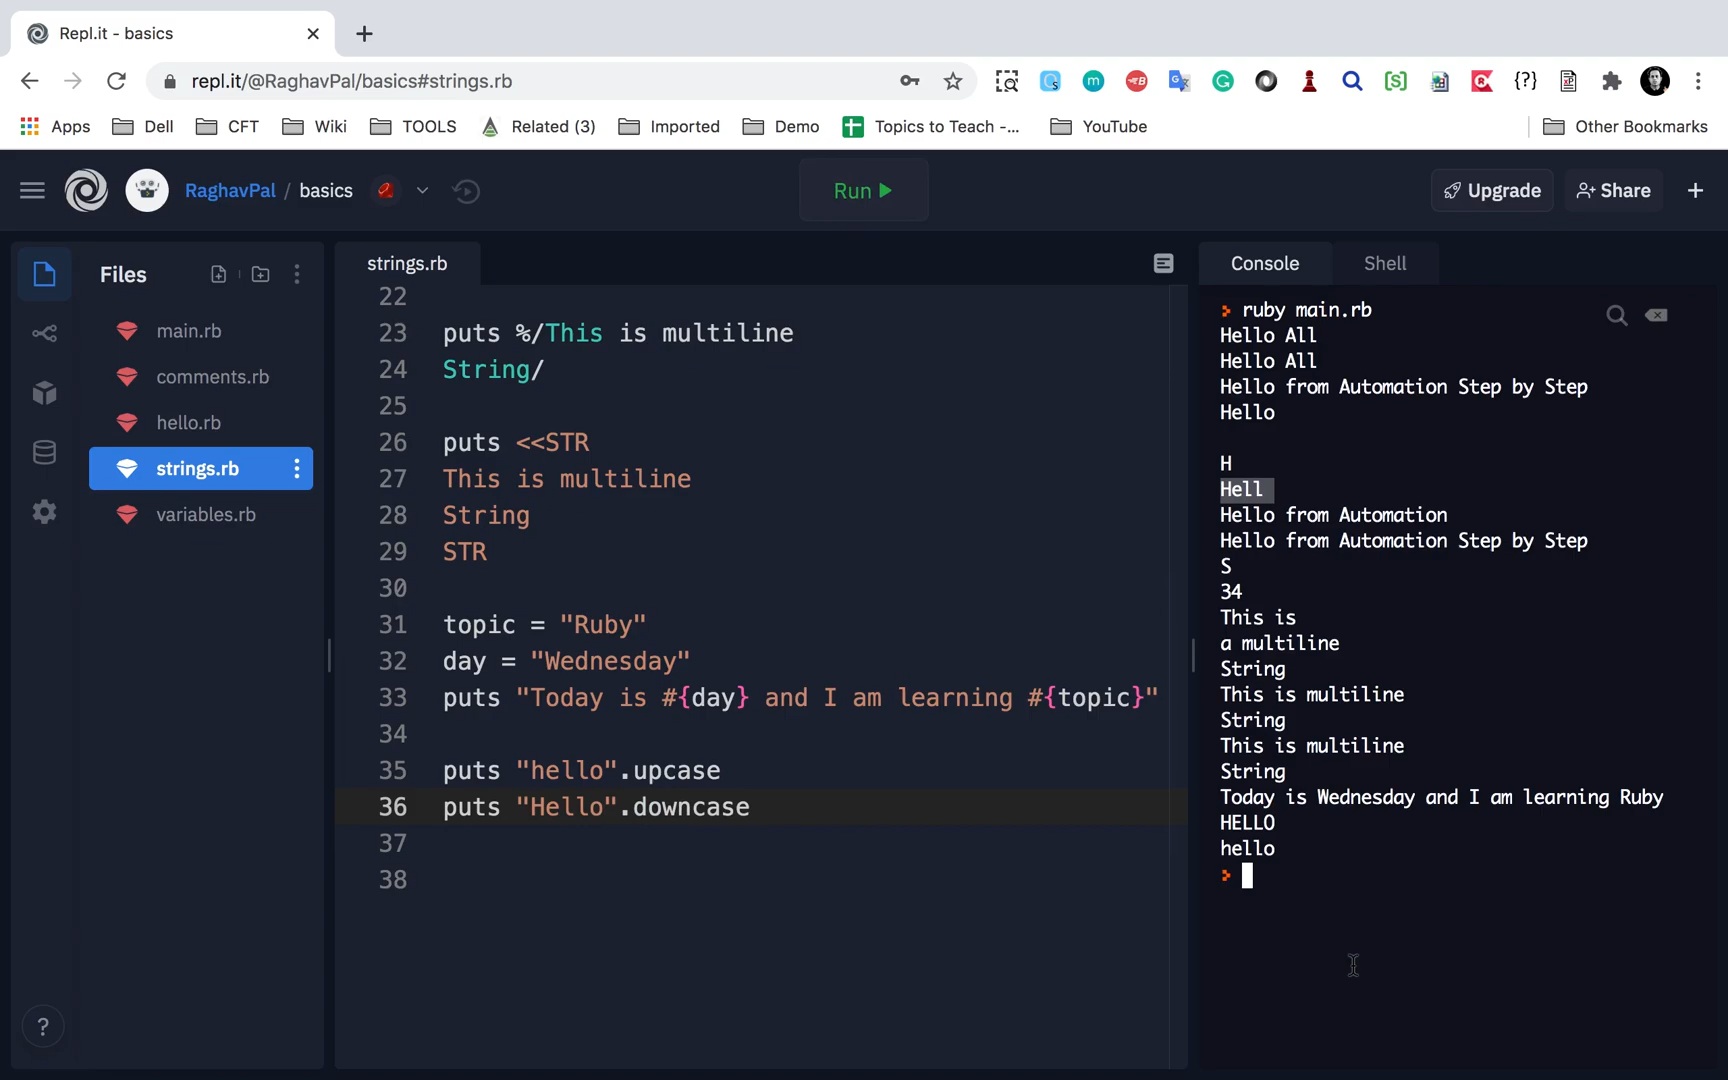 Repl.it - basics
repl.it/@RaghavPal/basics#strings.rb
Apps Dell CFT Wiki TOOLS Related (3) Imported Demo Topics to Teach -... YouTube Other Bookmarks
RaghavPal / basics Run Upgrade Share
Files
main.rb
comments.rb
hello.rb
strings.rb
variables.rb
strings.rb
22
23 puts %/This is multiline
24 String/
25
26 puts <<STR
27 This is multiline
28 String
29 STR
30
31 topic = "Ruby"
32 day = "Wednesday"
33 puts "Today is #{day} and I am learning #{topic}"
34
35 puts "hello".upcase
36 puts "Hello".downcase
37
38
Console Shell
> ruby main.rb
Hello All
Hello All
Hello from Automation Step by Step
Hello
H
Hell
Hello from Automation
Hello from Automation Step by Step
S
34
This is
a multiline
String
This is multiline
String
This is multiline
String
Today is Wednesday and I am learning Ruby
HELLO
hello
>